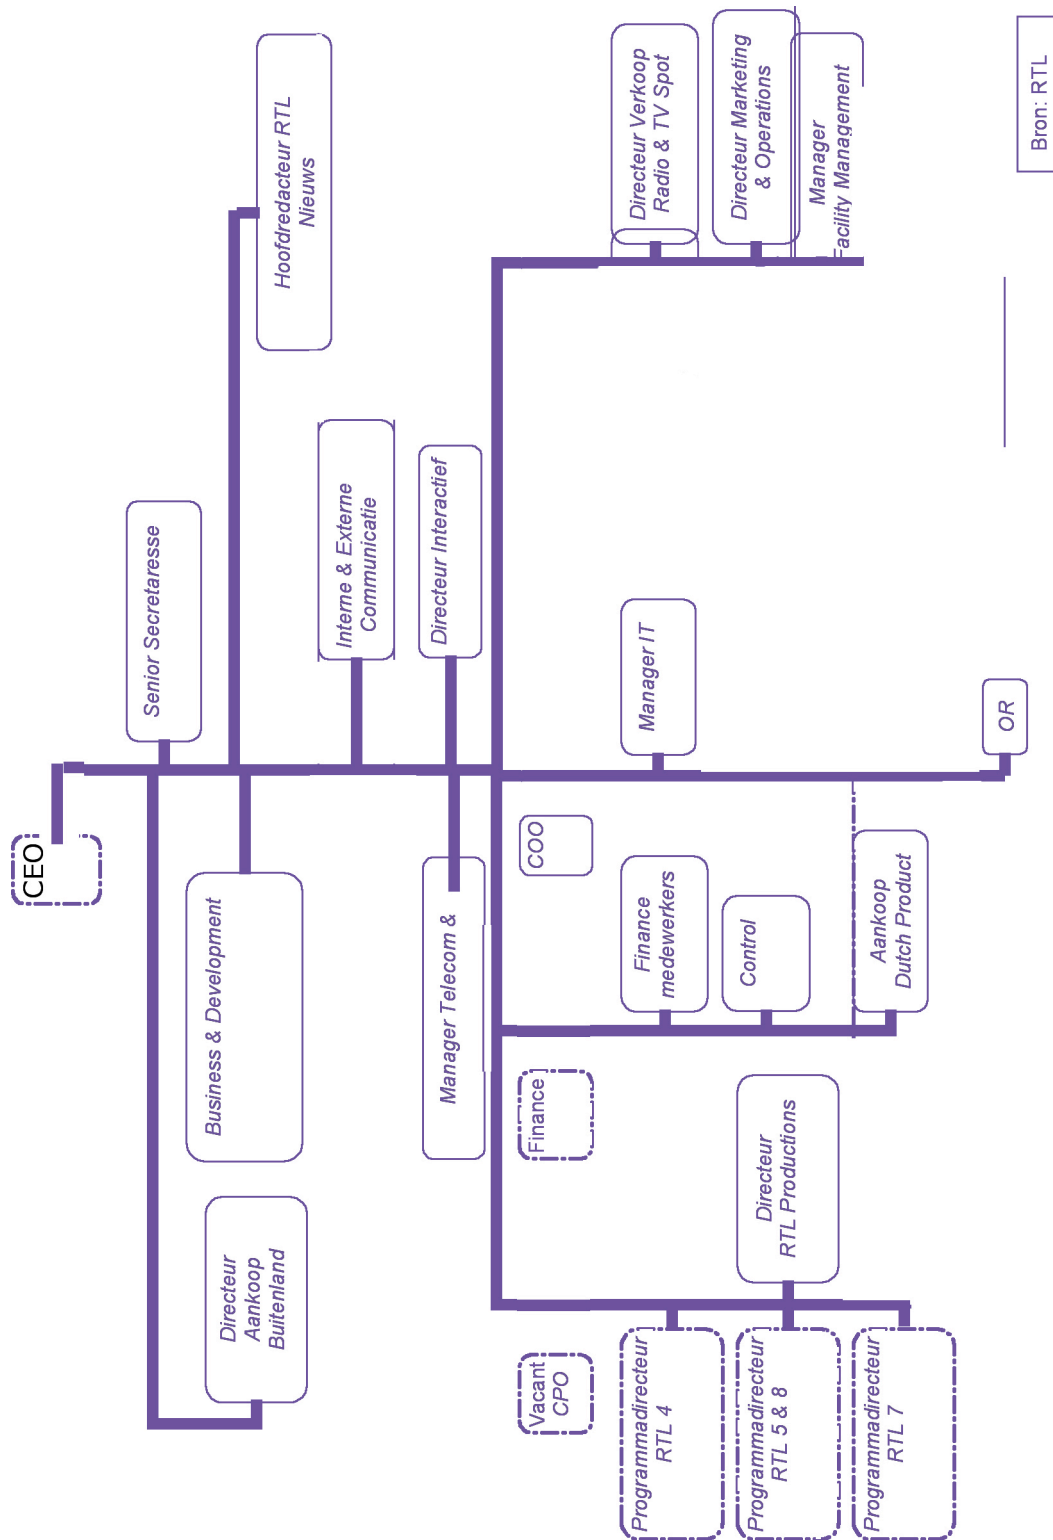 CEO
Senior Secretaresse
Directeur
Aankoop
Buitenland
Business & Development
Hoofdredacteur RTL
Nieuws
Interne & Externe
Communicatie
Manager Telecom &
Directeur Interactief
Vacant
CPO
Finance
COO
Programmadirecteur
RTL 4
Finance
medewerkers
Manager IT
Directeur Verkoop
Radio & TV Spot
Programmadirecteur
RTL 5 & 8
Directeur
RTL Productions
Control
Directeur Marketing
& Operations
Programmadirecteur
RTL 7
Aankoop
Dutch Product
Manager
Facility Management
OR
Bron: RTL